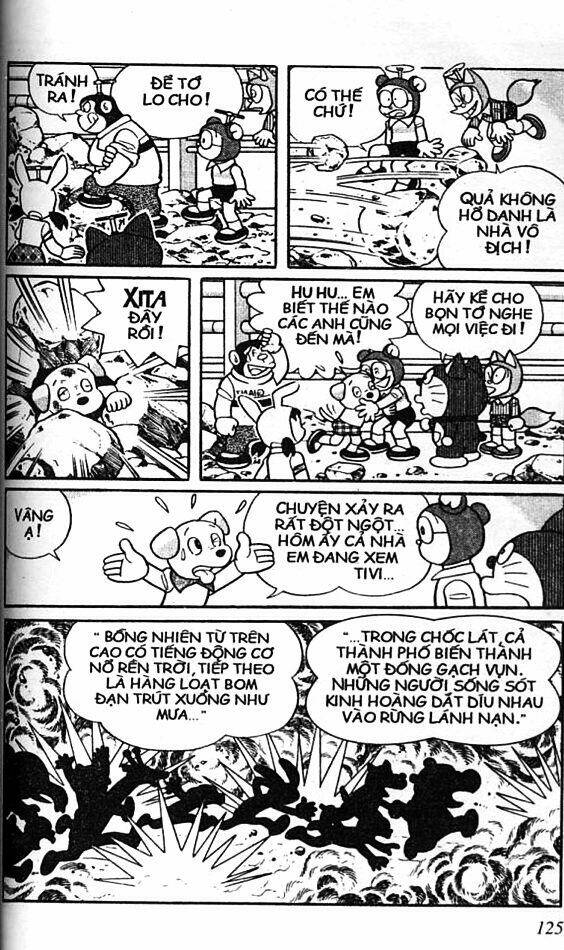 TRÁNH
RA!
ĐỂ TỚ
LO CHO!
CÓ THẾ
CHỨ!
QUẢ KHÔNG
HỔ DANH LÀ
NHÀ VÔ
ĐỊCH!
XITA
ĐÂY
RỒI!
HU HU... EM
BIẾT THẾ NÀO
CÁC ANH CŨNG
ĐẾN MÀ!
HÃY KỂ CHO
BỌN TỚ NGHE
MỌI VIỆC ĐI!
VÂNG
Ạ!
CHUYỆN XẢY RA
RẤT ĐỘT NGỘT...
HÔM ẤY CẢ NHÀ
EM ĐANG XEM
TIVI...
"BỖNG NHIÊN TỪ TRÊN
CAO CÓ TIẾNG ĐỘNG CƠ
NỔ RỀN TRỜI, TIẾP THEO
LÀ HÀNG LOẠT BOM
ĐẠN TRÚT XUỐNG NHƯ
MƯA..."
"...TRONG CHỐC LÁT, CẢ
THÀNH PHỐ BIẾN THÀNH
MỘT ĐỐNG GẠCH VỤN.
NHỮNG NGƯỜI SỐNG SÓT
KINH HOÀNG DẮT DÍU NHAU
VÀO RỪNG LÁNH NẠN."
125